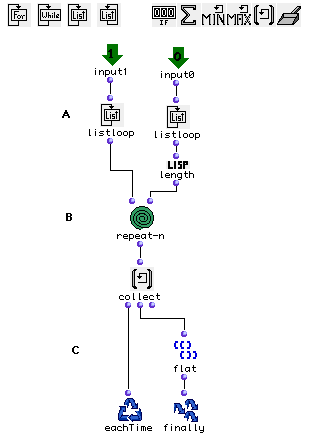 For While List List 000 IF Σ MIN MAX
1 0
input1 input0
A List List
listloop listloop
LISP
length
B
repeat-n
collect
C
flat
eachTime finally